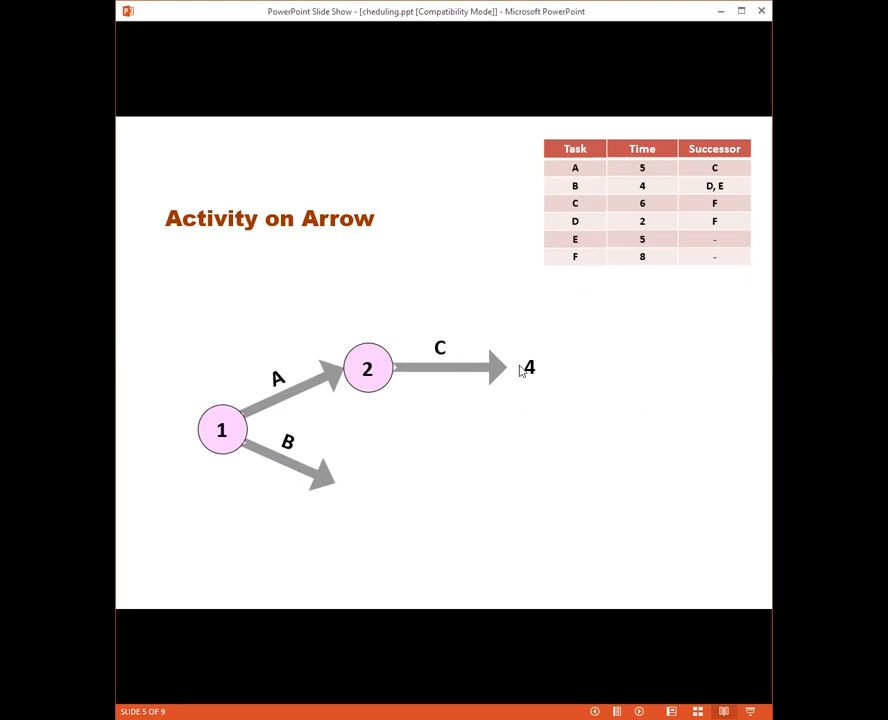 PowerPoint Slide Show - [cheduling.ppt [Compatibility Mode]] - Microsoft PowerPoint
Task Time Successor
A 5 C
B 4 D, E
C 6 F
D 2 F
E 5 -
F 8 -
Activity on Arrow
C
2
4
A
1
B
SLIDE 5 OF 9